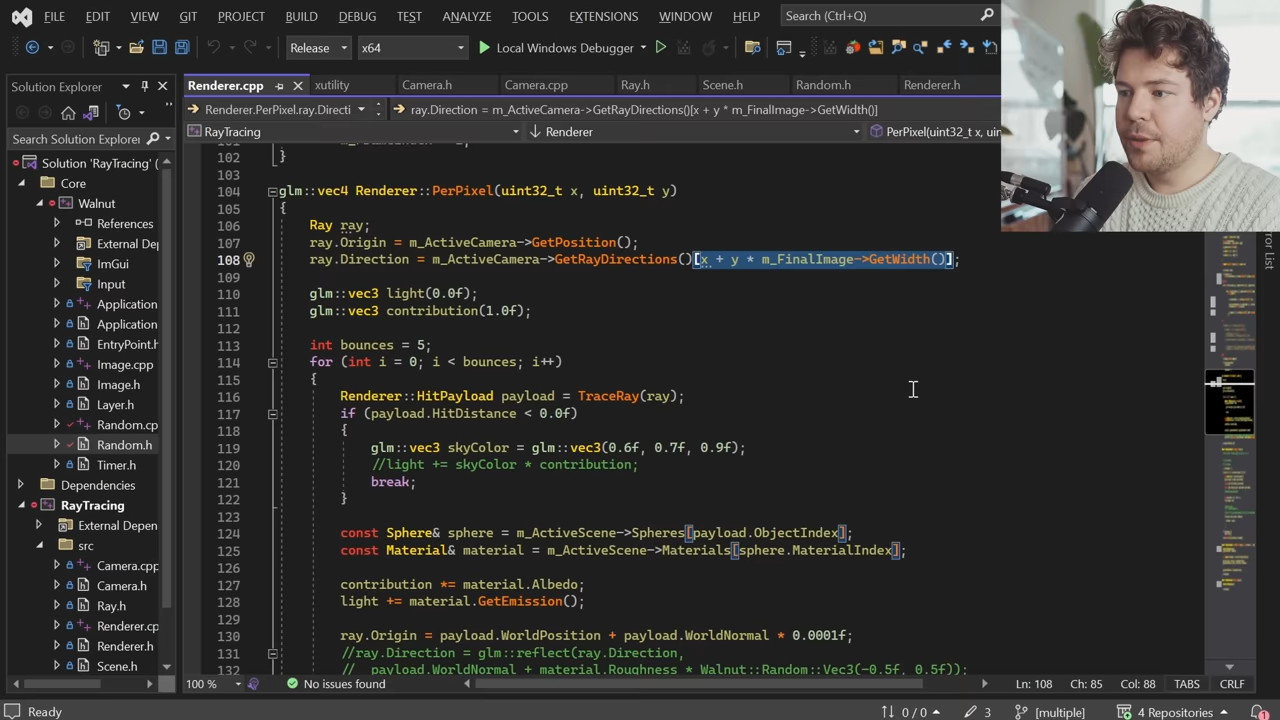 FILE EDIT VIEW GIT PROJECT BUILD DEBUG TEST ANALYZE TOOLS EXTENSIONS WINDOW HELP Search (Ctrl+Q)
Release x64 Local Windows Debugger
Solution Explorer
Search Solution Explorer
Solution 'RayTracing' (
Core
Walnut
References
External Dep
ImGui
Input
Application
Application
EntryPoint.h
Image.cpp
Image.h
Layer.h
Random.cp
Random.h
Timer.h
Dependencies
RayTracing
External Depen
src
Camera.cpp
Camera.h
Ray.h
Renderer.cp
Renderer.h
Scene.h
Renderer.cpp xutility Camera.h Camera.cpp Ray.h Scene.h Random.h Renderer.h
Renderer.PerPixel.ray.Directi ray.Direction = m_ActiveCamera->GetRayDirections()[x + y * m_FinalImage->GetWidth()]
RayTracing Renderer PerPixel(uint32_t x, uin
102 }
103
104 glm::vec4 Renderer::PerPixel(uint32_t x, uint32_t y)
105 {
106 Ray ray;
107 ray.Origin = m_ActiveCamera->GetPosition();
108 ray.Direction = m_ActiveCamera->GetRayDirections()[x + y * m_FinalImage->GetWidth()];
109
110 glm::vec3 light(0.0f);
111 glm::vec3 contribution(1.0f);
112
113 int bounces = 5;
114 for (int i = 0; i < bounces; i++)
115 {
116 Renderer::HitPayload payload = TraceRay(ray);
117 if (payload.HitDistance < 0.0f)
118 {
119 glm::vec3 skyColor = glm::vec3(0.6f, 0.7f, 0.9f);
120 //light += skyColor * contribution;
121 break;
122 }
123
124 const Sphere& sphere = m_ActiveScene->Spheres[payload.ObjectIndex];
125 const Material& material = m_ActiveScene->Materials[sphere.MaterialIndex];
126
127 contribution *= material.Albedo;
128 light += material.GetEmission();
129
130 ray.Origin = payload.WorldPosition + payload.WorldNormal * 0.0001f;
131 //ray.Direction = glm::reflect(ray.Direction,
132 // payload.WorldNormal + material.Roughness * Walnut::Random::Vec3(-0.5f, 0.5f));
Error List
100 % No issues found Ln: 108 Ch: 85 Col: 88 TABS CRLF
Ready 0 / 0 3 [multiple] 4 Repositories 1